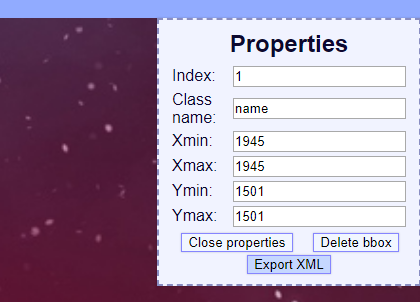 Properties
Index: 1
Class name: name
Xmin: 1945
Xmax: 1945
Ymin: 1501
Ymax: 1501
Close properties Delete bbox
Export XML